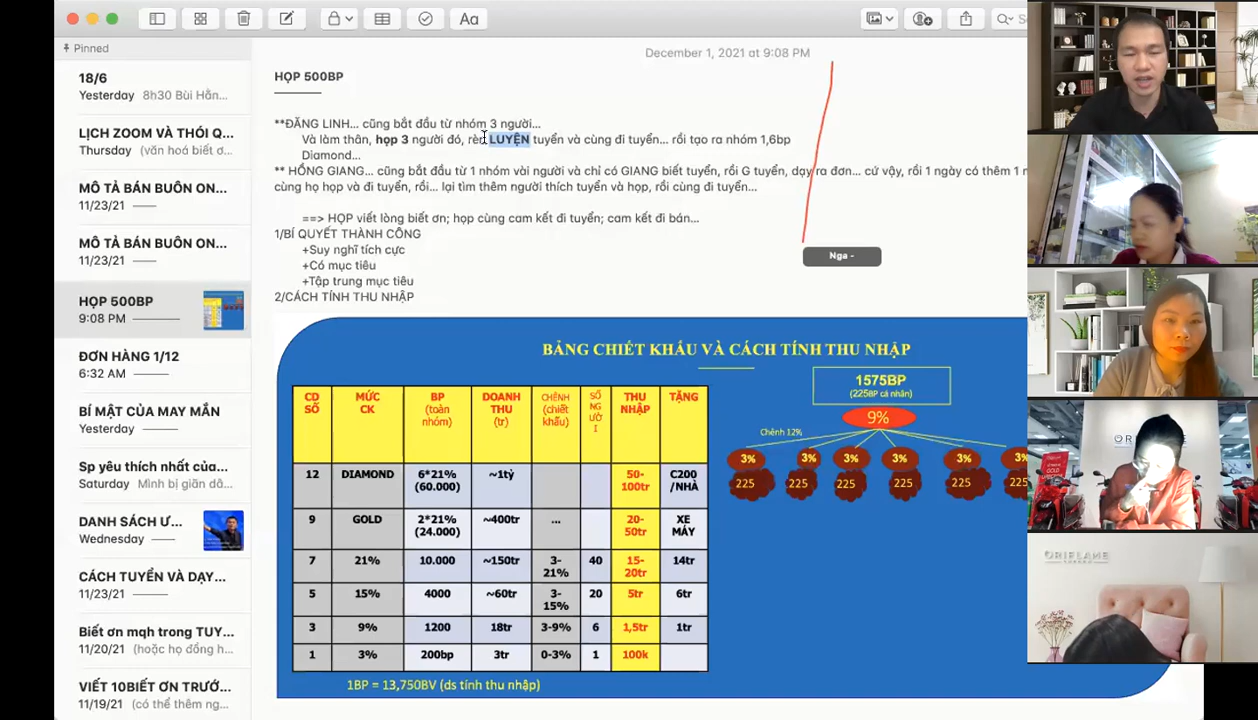 Pinned
18/6
Yesterday 8h30 Bùi Hằn...
LỊCH ZOOM VÀ THÓI Q...
Thursday (văn hoá biết ơ...
MÔ TẢ BÁN BUÔN ON...
11/23/21
MÔ TẢ BÁN BUÔN ON...
11/23/21
HỌP 500BP
9:08 PM
ĐƠN HÀNG 1/12
6:32 AM
BÍ MẬT CỦA MAY MẮN
Yesterday
Sp yêu thích nhất của...
Saturday Mình bị giãn dâ...
DANH SÁCH Ư...
Wednesday
CÁCH TUYỂN VÀ DẠY...
11/23/21
Biết ơn mqh trong TUY...
11/20/21 (hoặc họ đồng h...
VIẾT 10BIẾT ƠN TRƯỚ...
11/19/21 (có thể thêm ng...
Aa
December 1, 2021 at 9:08 PM
HỌP 500BP
**ĐĂNG LINH... cũng bắt đầu từ nhóm 3 người...
Và làm thân, họp 3 người đó, rèn LUYỆN tuyển và cùng đi tuyển... rồi tạo ra nhóm 1,6bp
Diamond...
** HỒNG GIANG... cũng bắt đầu từ 1 nhóm vài người và chỉ có GIANG biết tuyển, rồi G tuyển, dạy ra đơn... cứ vậy, rồi 1 ngày có thêm 1
cùng họ họp và đi tuyển, rồi... lại tìm thêm người thích tuyển và họp, rồi cùng đi tuyển...
==> HỌP viết lòng biết ơn; họp cùng cam kết đi tuyển; cam kết đi bán...
1/BÍ QUYẾT THÀNH CÔNG
+Suy nghĩ tích cực
+Có mục tiêu
+Tập trung mục tiêu
2/CÁCH TÍNH THU NHẬP
Nga -
BẢNG CHIẾT KHẤU VÀ CÁCH TÍNH THU NHẬP
CD SỐ MỨC CK BP (toàn nhóm) DOANH THU (tr) CHÊNH (chiết khấu) SỐ NGƯỜI THU NHẬP TẶNG
12 DIAMOND 6*21% (60.000) ~1tỷ 50-100tr C200/NHÀ
9 GOLD 2*21% (24.000) ~400tr ... 20-50tr XE MÁY
7 21% 10.000 ~150tr 3-21% 40 15-20tr 14tr
5 15% 4000 ~60tr 3-15% 20 5tr 6tr
3 9% 1200 18tr 3-9% 6 1,5tr 1tr
1 3% 200bp 3tr 0-3% 1 100k
1BP = 13,750BV (ds tính thu nhập)
1575BP
(225BP cá nhân)
9%
Chênh 12%
3% 3% 3% 3% 3% 3%
225 225 225 225 225 225
ORIFLAME